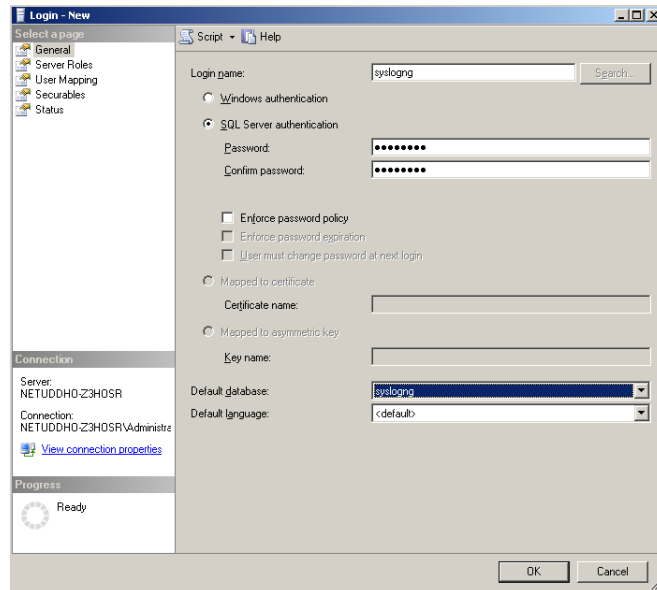 Login - New
Select a page
General
Server Roles
User Mapping
Securables
Status
Script
Help
Login name:
syslogng
Search...
Windows authentication
SQL Server authentication
Password:
●●●●●●●●
Confirm password:
●●●●●●●●
Enforce password policy
Enforce password expiration
User must change password at next login
Mapped to certificate
Certificate name:
Mapped to asymmetric key
Key name:
Default database:
syslogng
Default language:
<default>
Connection
Server:
NETUDDHO-Z3HOSR
Connection:
NETUDDHO-Z3HOSR\Administra
View connection properties
Progress
Ready
OK
Cancel